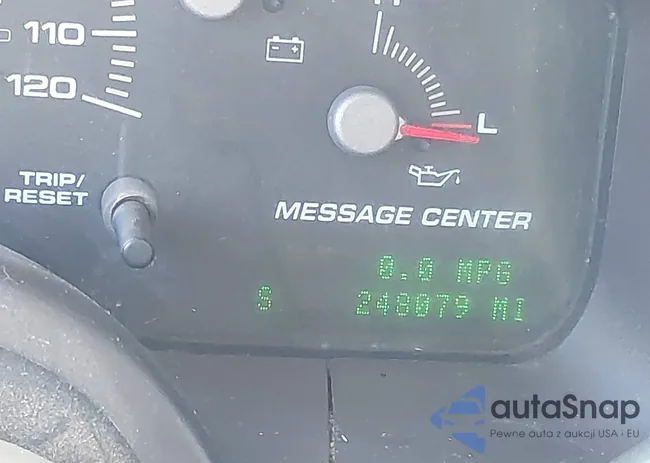 H
110
120
L
TRIP/
RESET
MESSAGE CENTER
0.0 MPG
S 248079 MI
autaSnap
Pewne auta z aukcji USA i EU